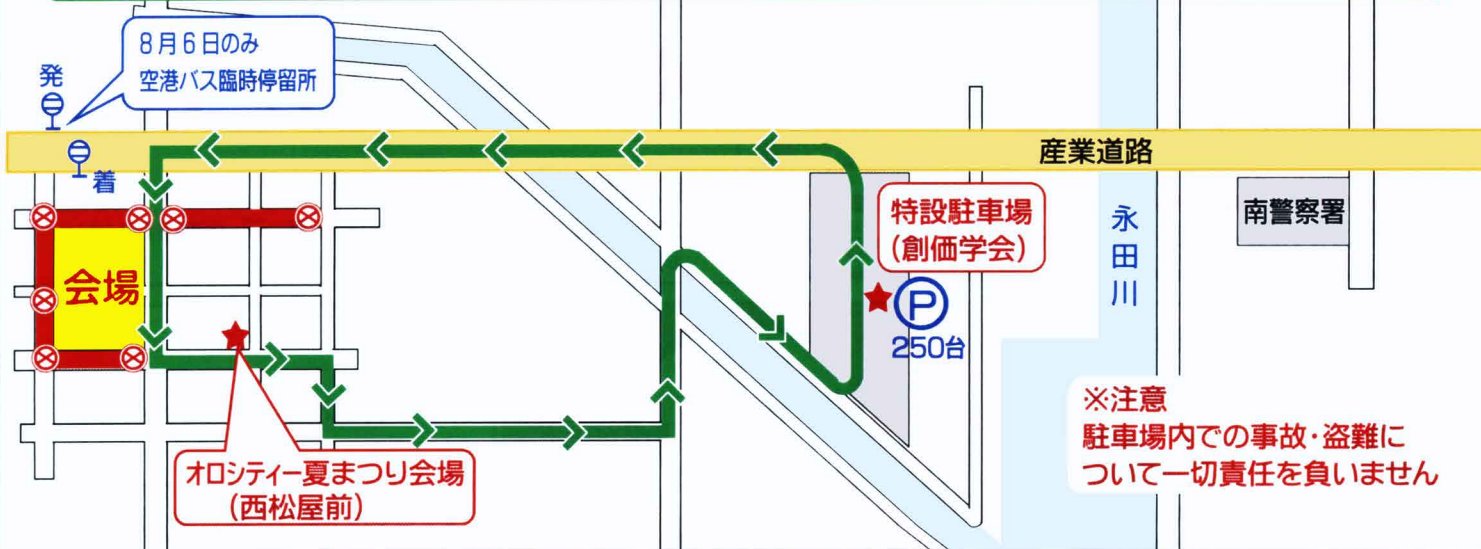 8月6日のみ
空港バス臨時停留所
発
着
産業道路
特設駐車場
(創価学会)
永田川
南警察署
会場
P
250台
オロシティー夏まつり会場
(西松屋前)
※注意
駐車場内での事故・盗難に
ついて一切責任を負いません